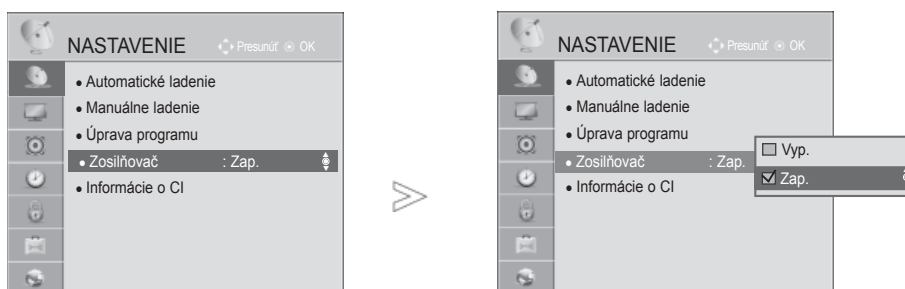 NASTAVENIE Presunúť OK
• Automatické ladenie
• Manuálne ladenie
• Úprava programu
• Zosilňovač : Zap.
• Informácie o CI
NASTAVENIE Presunúť OK
• Automatické ladenie
• Manuálne ladenie
• Úprava programu
• Zosilňovač : Zap.
• Informácie o CI
Vyp.
Zap.